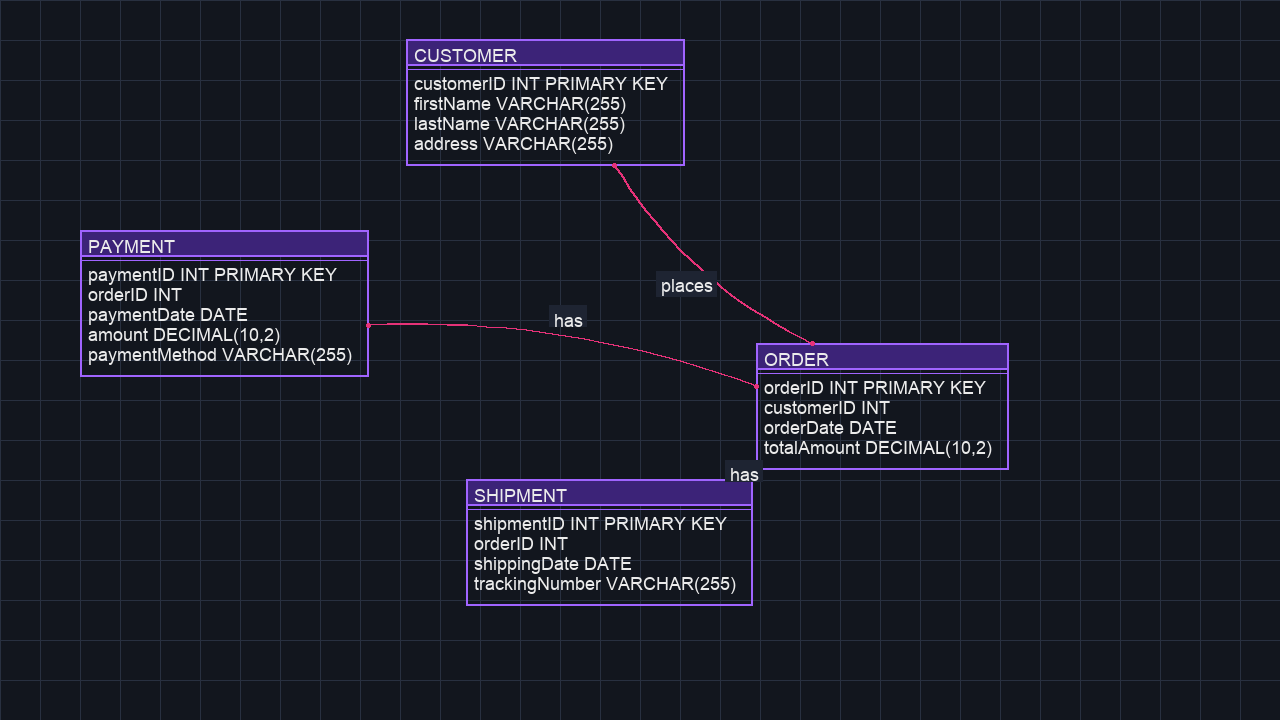 CUSTOMER
customerID INT PRIMARY KEY
firstName VARCHAR(255)
lastName VARCHAR(255)
address VARCHAR(255)
PAYMENT
paymentID INT PRIMARY KEY
orderID INT
paymentDate DATE
amount DECIMAL(10,2)
paymentMethod VARCHAR(255)
places
has
ORDER
orderID INT PRIMARY KEY
customerID INT
orderDate DATE
totalAmount DECIMAL(10,2)
has
SHIPMENT
shipmentID INT PRIMARY KEY
orderID INT
shippingDate DATE
trackingNumber VARCHAR(255)